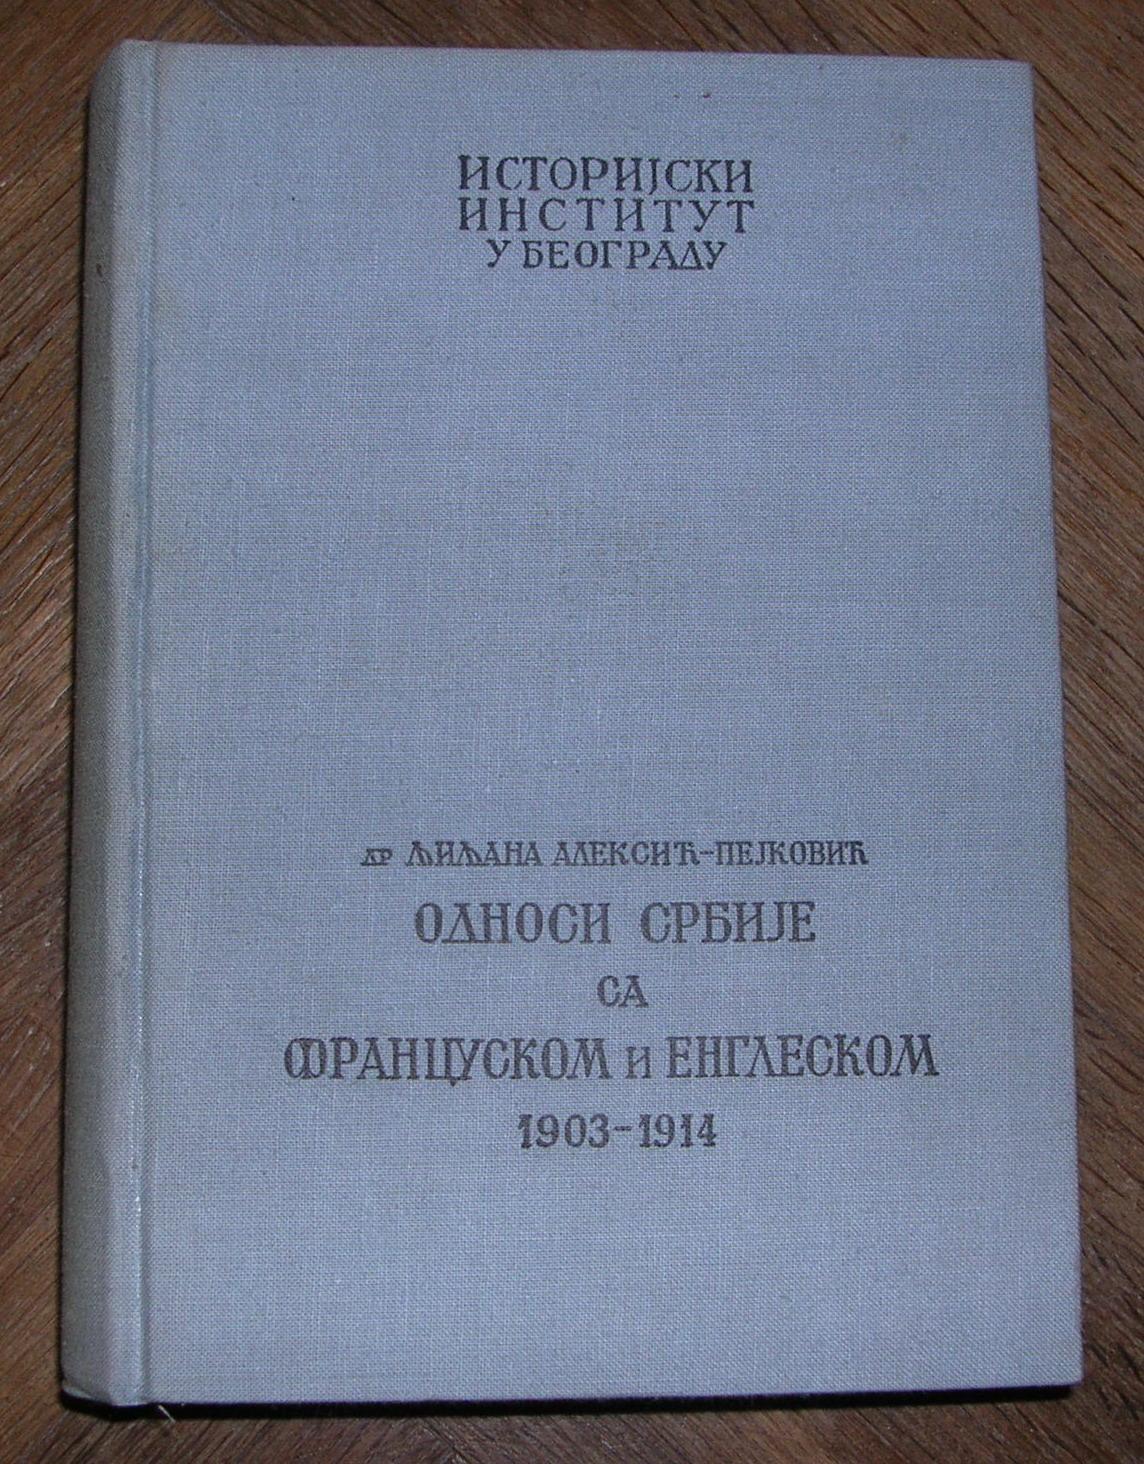 ИСТОРИЈСКИ
ИНСТИТУТ
У БЕОГРАДУ
ДР ЉИЉАНА АЛЕКСИЋ-ПЕЈКОВИЋ
ОДНОСИ СРБИЈЕ
СА
ФРАНЦУСКОМ И ЕНГЛЕСКОМ
1903-1914